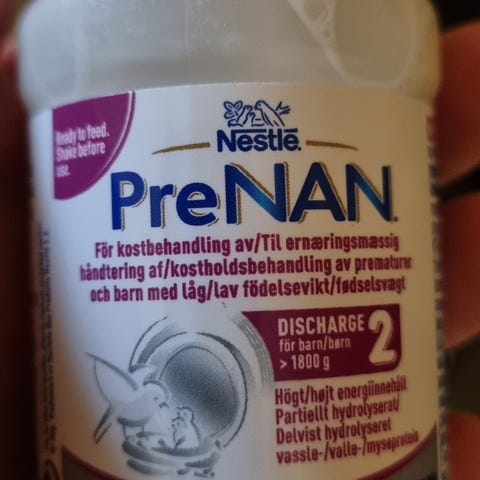 Ready to feed.
Shake before
use.
Nestlé.
PreNAN.
För kostbehandling av/Til ernæringsmæssig
håndtering af/kostholdsbehandling av prematurer
och barn med låg/lav födelsevikt/fødselsvægt
DISCHARGE 2
för barn/børn
> 1800 g
Högt/højt energiinnehåll
Partiellt hydrolyserat/
Delvist hydrolyseret
vassle-/valle-/myseprotein